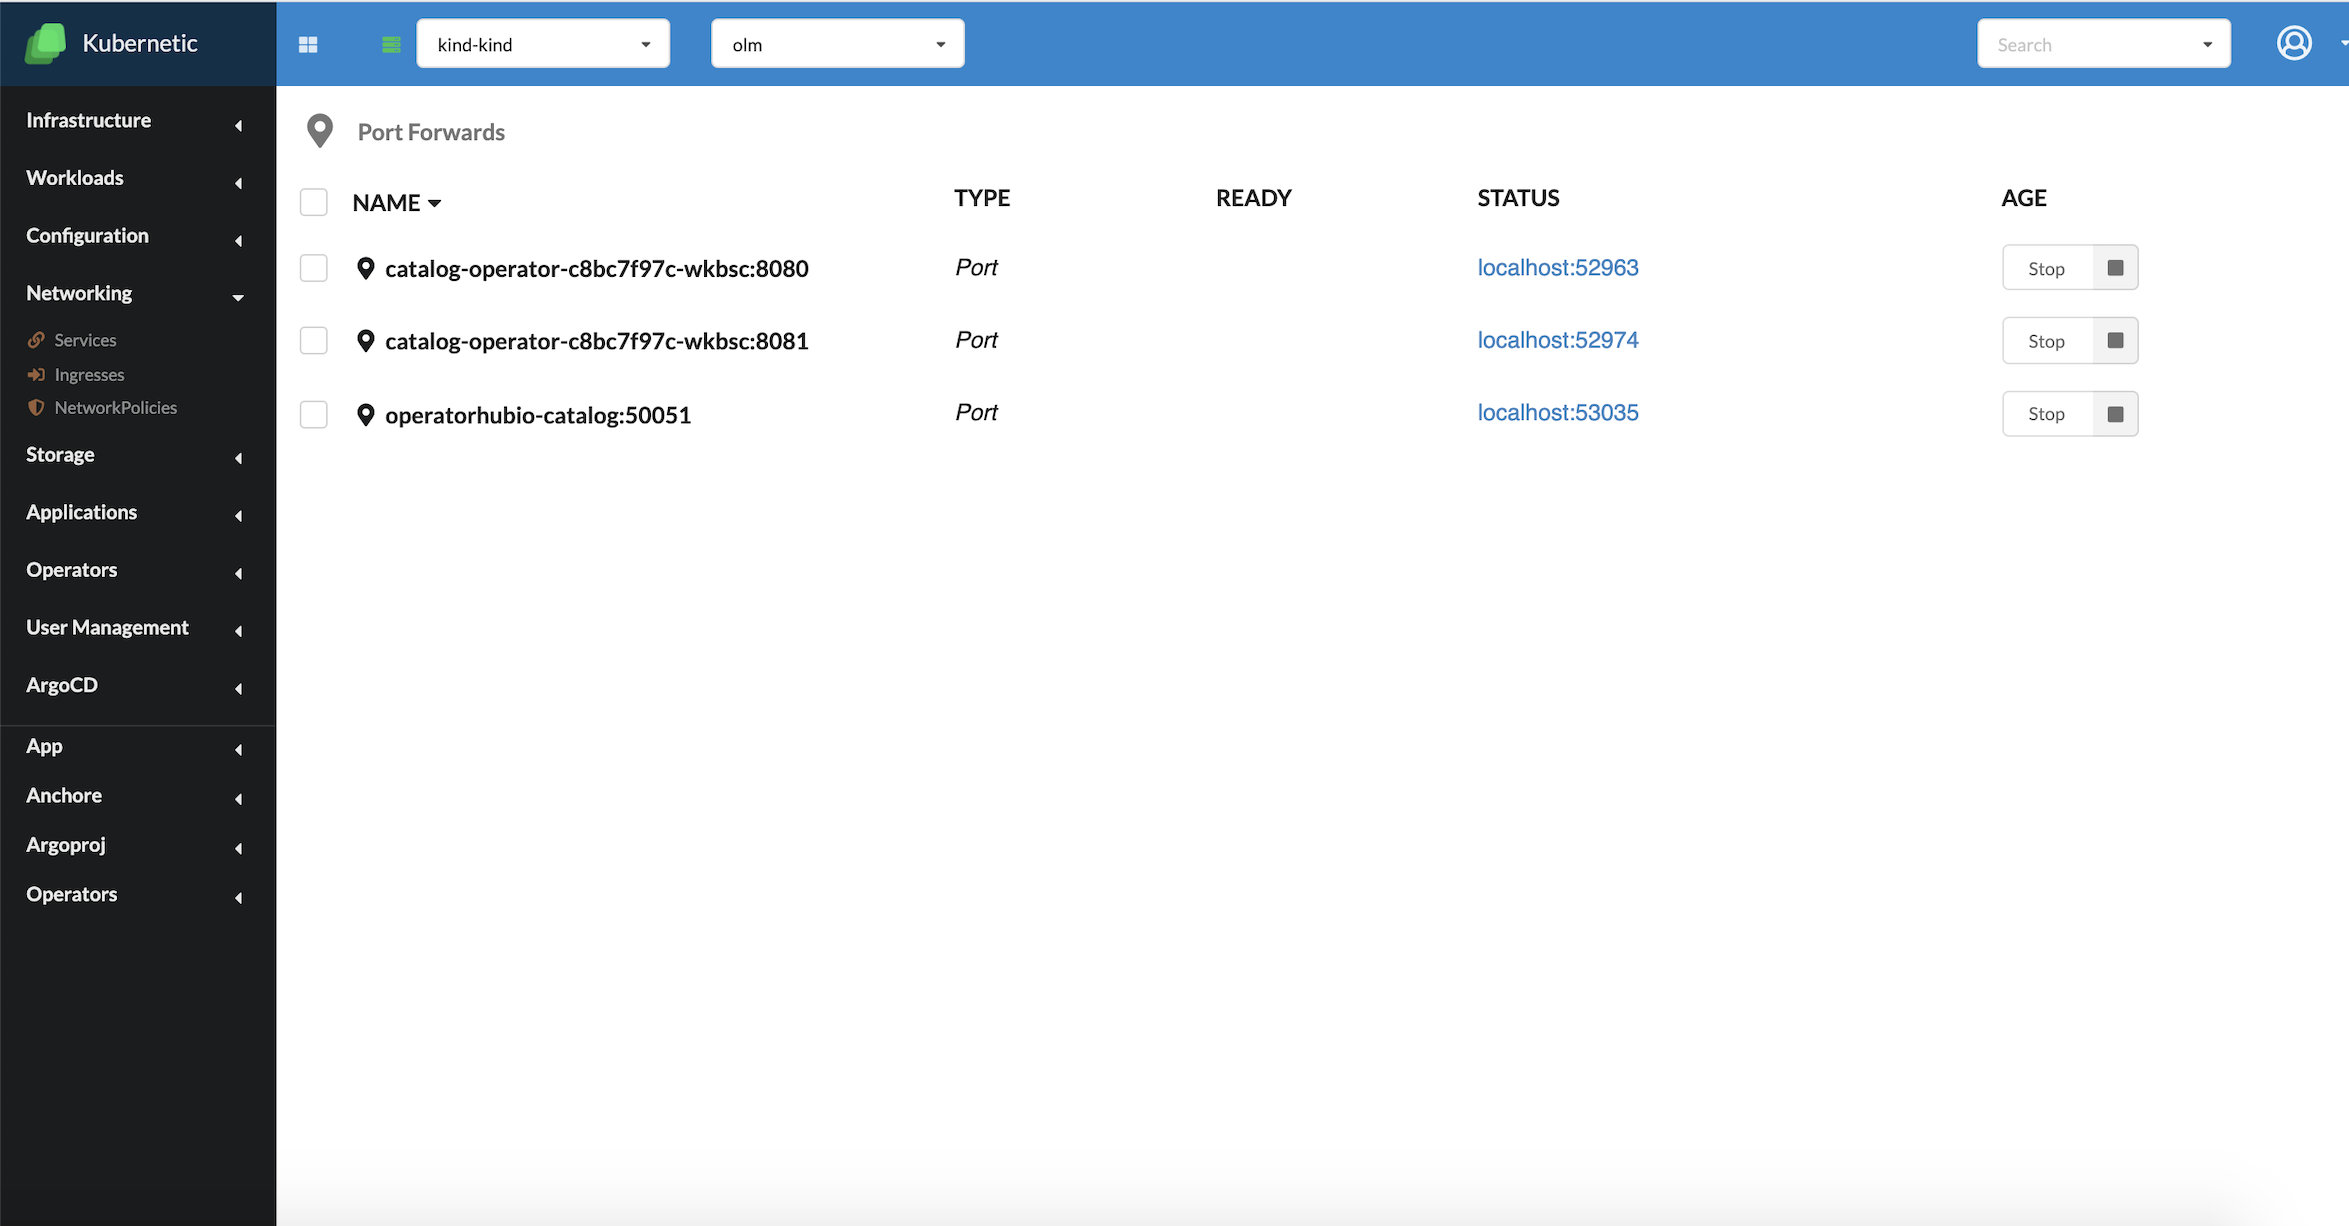 Kubernetic
kind-kind
olm
Search
Infrastructure
Workloads
Configuration
Networking
Services
Ingresses
NetworkPolicies
Storage
Applications
Operators
User Management
ArgoCD
App
Anchore
Argoproj
Operators
Port Forwards
NAME TYPE READY STATUS AGE
catalog-operator-c8bc7f97c-wkbsc:8080 Port localhost:52963 Stop
catalog-operator-c8bc7f97c-wkbsc:8081 Port localhost:52974 Stop
operatorhubio-catalog:50051 Port localhost:53035 Stop